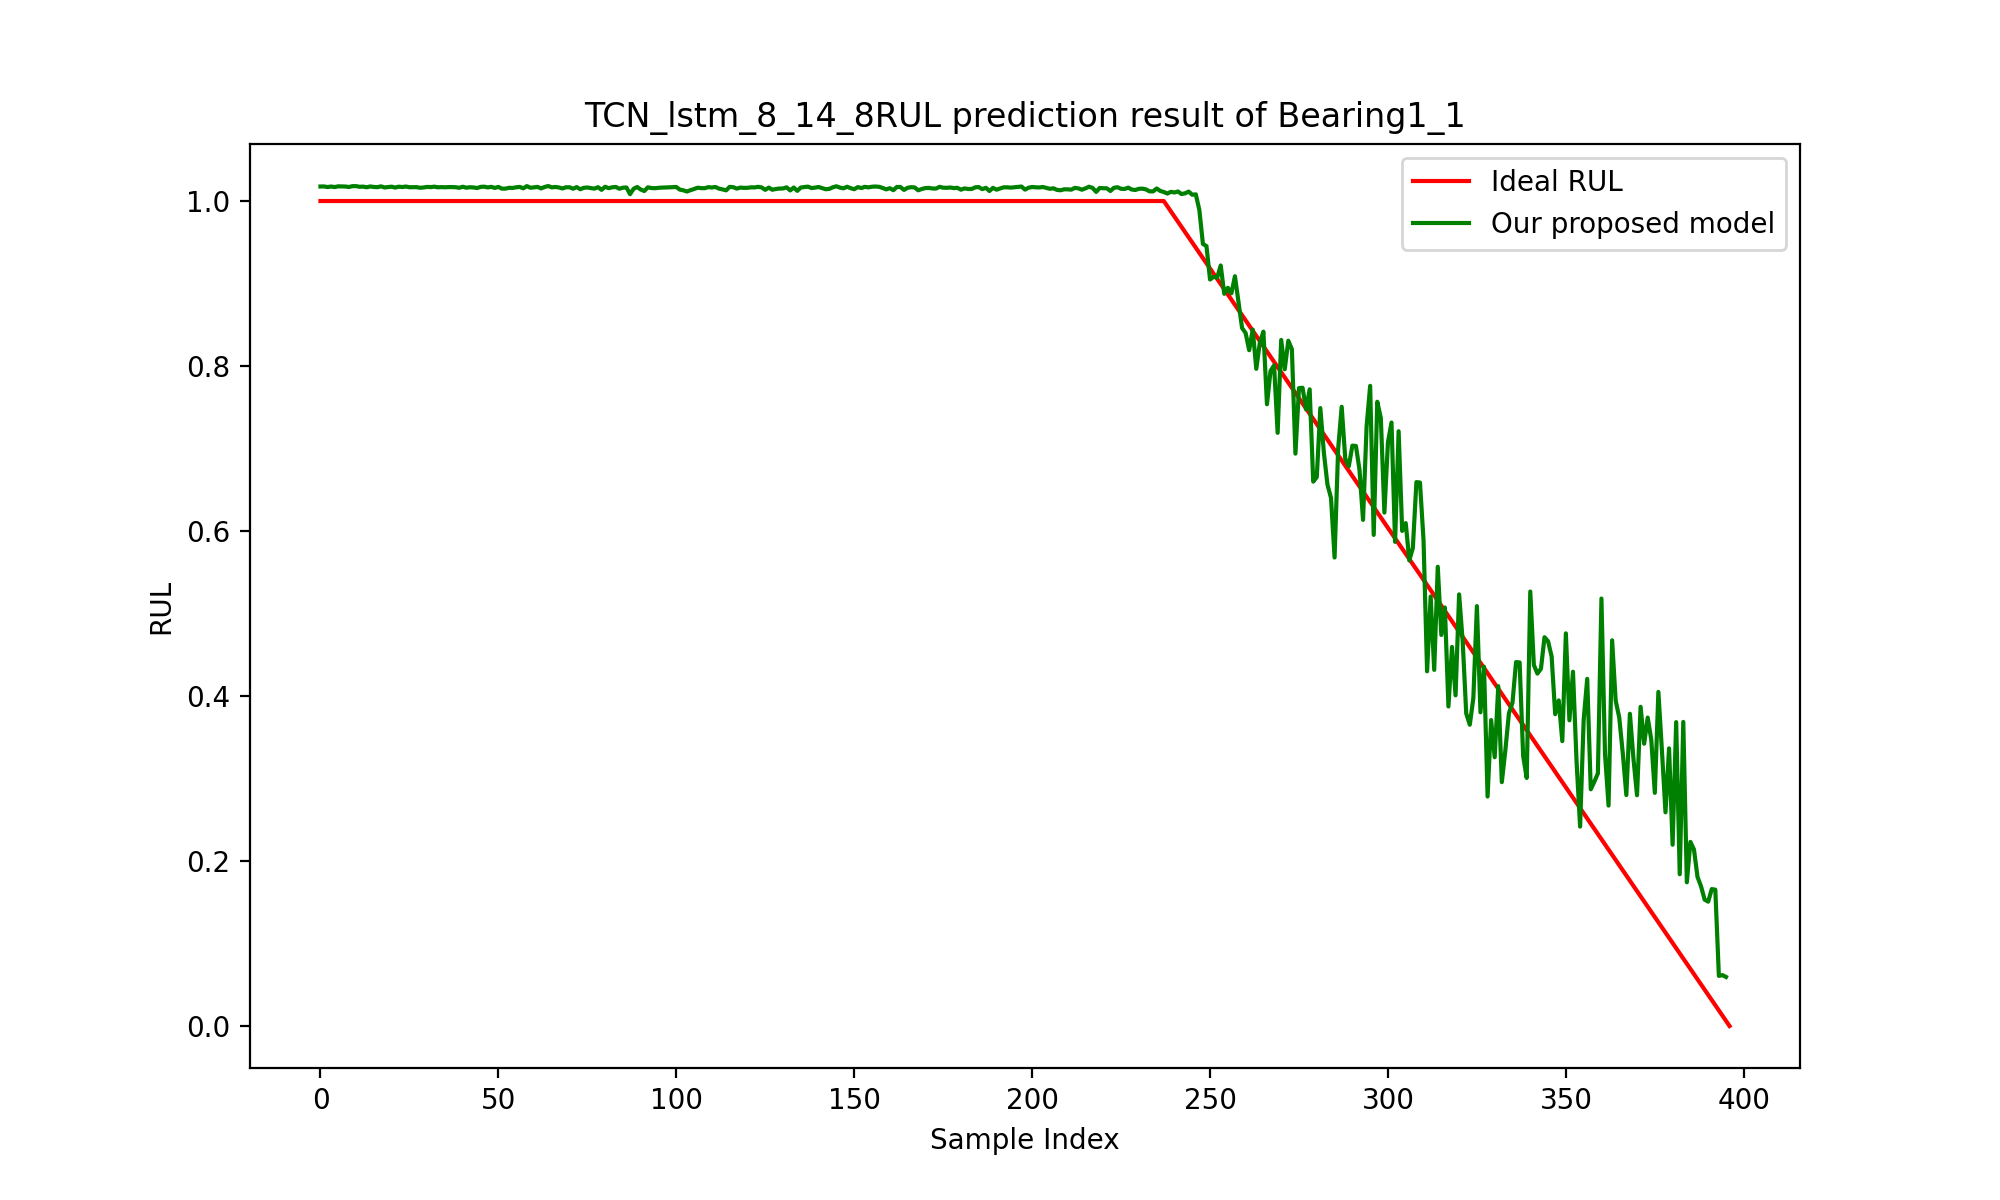 TCN_lstm_8_14_8RUL prediction result of Bearing1_1
Ideal RUL
Our proposed model
1.0
0.8
0.6
0.4
0.2
0.0
RUL
0 50 100 150 200 250 300 350 400
Sample Index